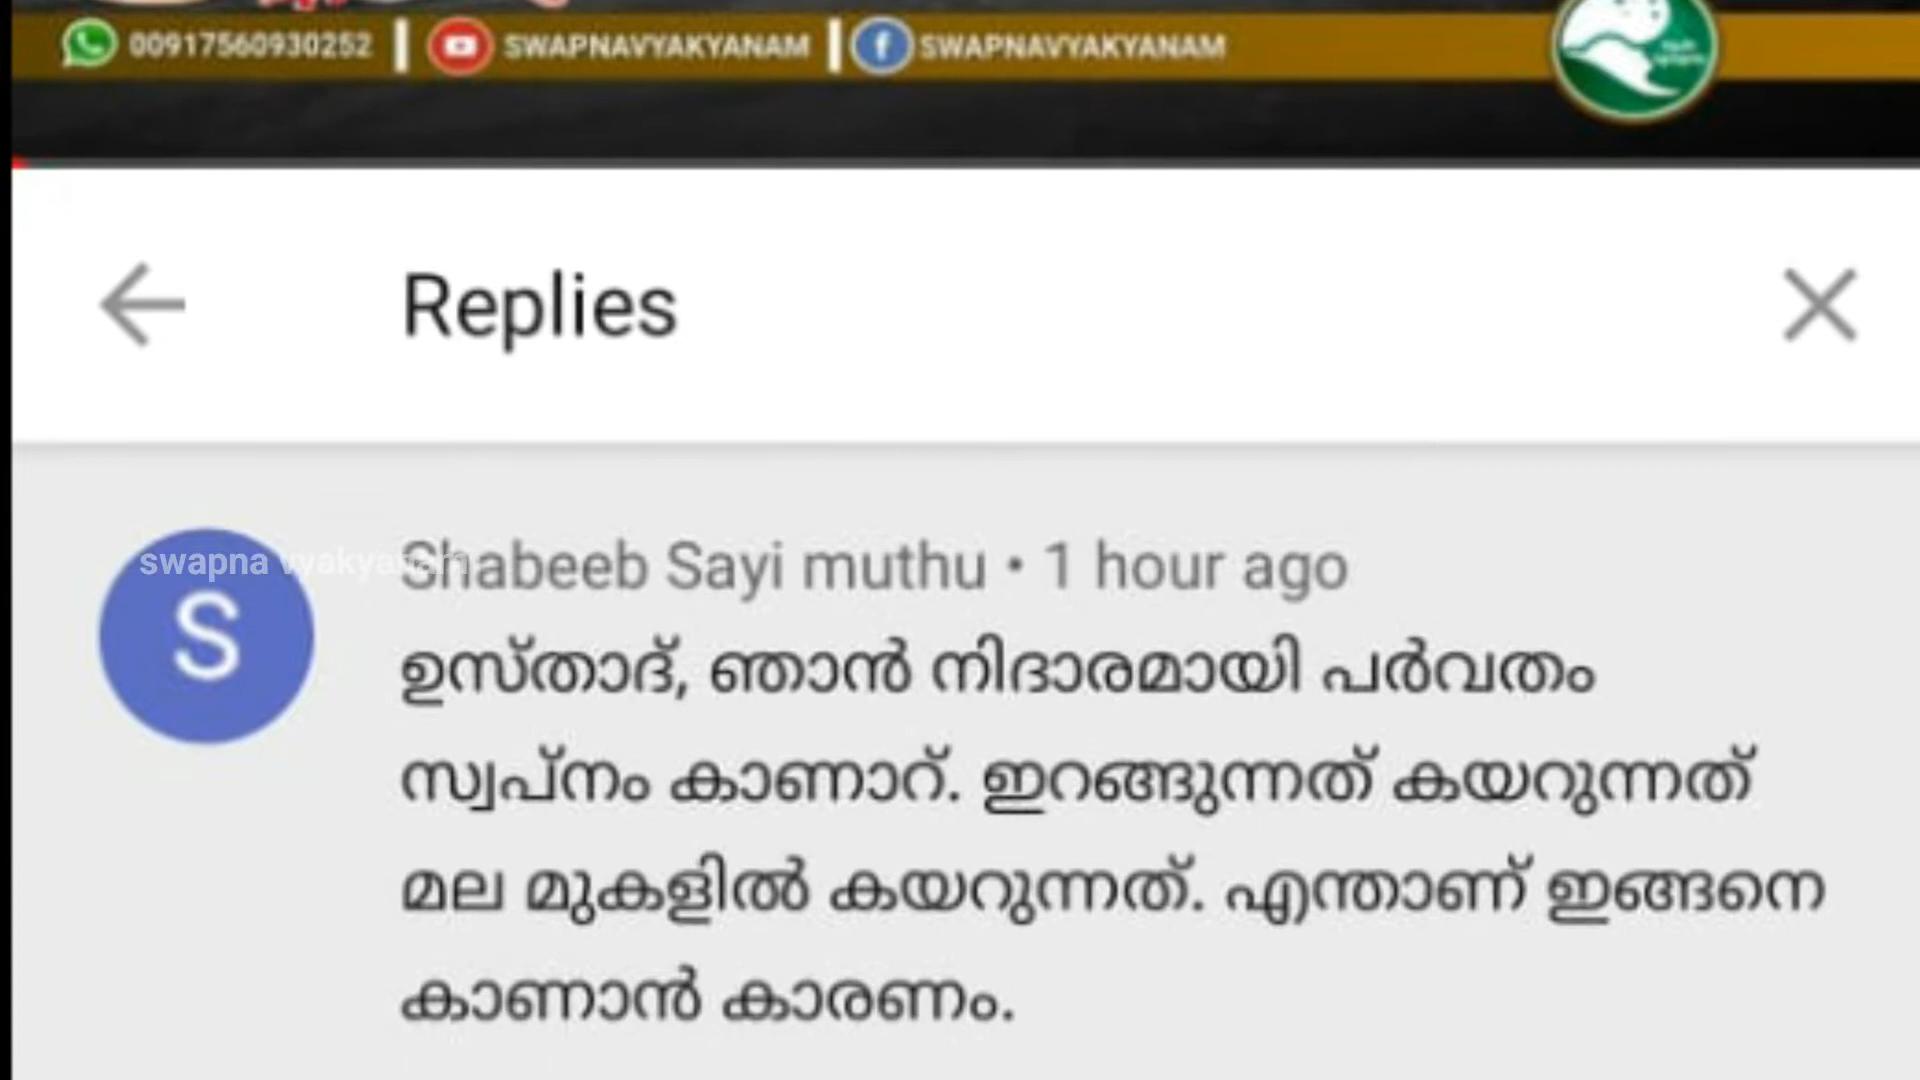 00917560930252 | SWAPNAVYAKYANAM | SWAPNAVYAKYANAM
Replies
swapna vyakyanam
S
Shabeeb Sayi muthu • 1 hour ago
ഉസ്താദ്, ഞാൻ നിദാരമായി പർവതം
സ്വപ്നം കാണാറ്. ഇറങ്ങുന്നത് കയറുന്നത്
മല മുകളിൽ കയറുന്നത്. എന്താണ് ഇങ്ങനെ
കാണാൻ കാരണം.